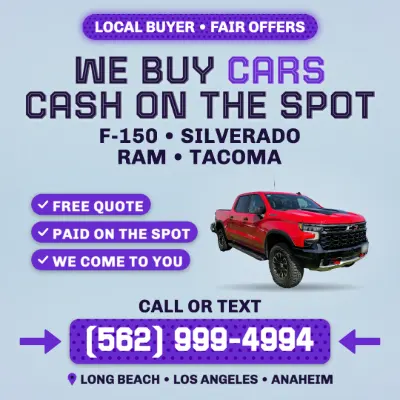 LOCAL BUYER • FAIR OFFERS
WE BUY CARS
CASH ON THE SPOT
F-150 • SILVERADO
RAM • TACOMA
FREE QUOTE
PAID ON THE SPOT
WE COME TO YOU
CALL OR TEXT
(562) 999-4994
LONG BEACH • LOS ANGELES • ANAHEIM